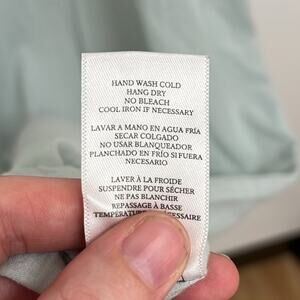 HAND WASH COLD
HANG DRY
NO BLEACH
COOL IRON IF NECESSARY
LAVAR A MANO EN AGUA FRÍA
SECAR COLGADO
NO USAR BLANQUEADOR
PLANCHADO EN FRÍO SI FUERA
NECESARIO
LAVER À LA FROIDE
SUSPENDRE POUR SÉCHER
NE PAS BLANCHIR
REPASSAGE À BASSE
TEMPÉRATURE NÉCESSAIRE